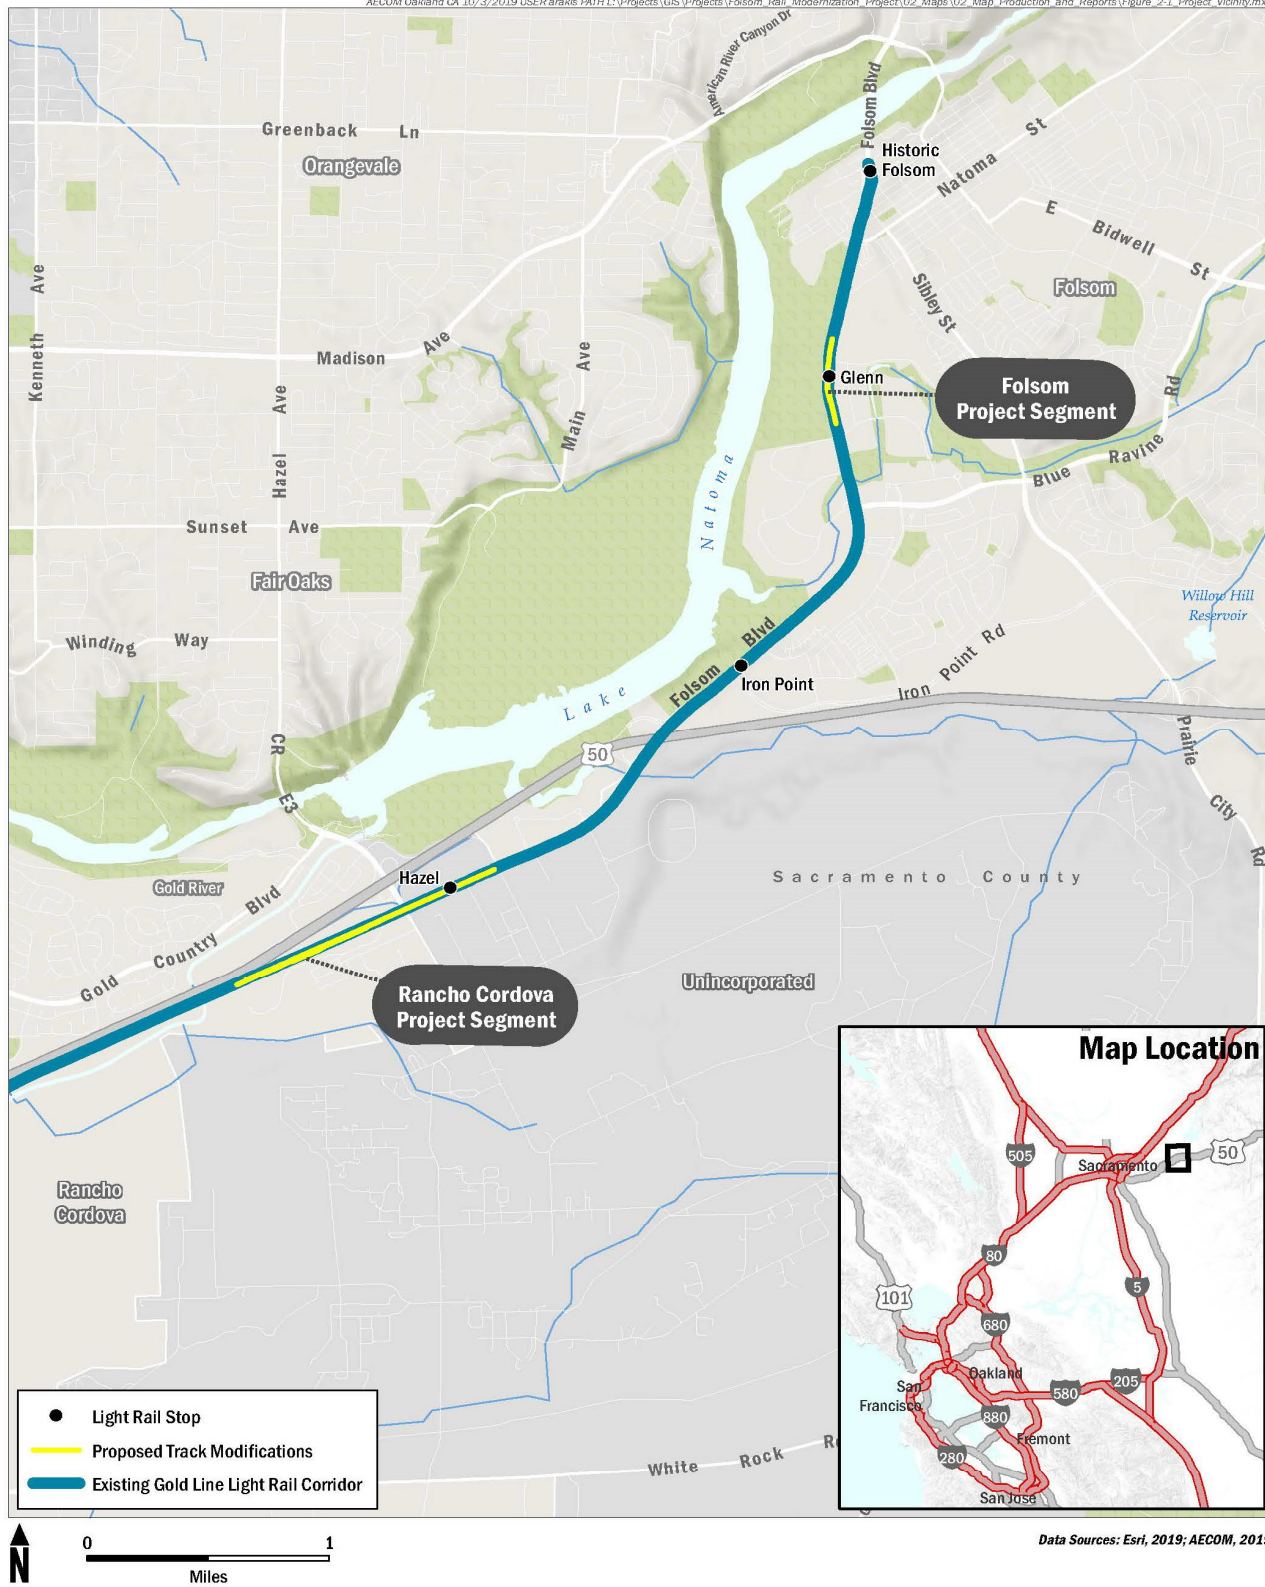 AECOM Oakland CA 10/3/2019 USER arakis PATH L:\Projects\GIS\Projects\Folsom_Rail_Modernization_Project\02_Maps\02_Map_Production_and_Reports\Figure_2-1_Project_Vicinity.mx
American River Canyon Dr
Folsom Blvd
Greenback Ln
Orangevale
Historic
Folsom
Natoma St
E Bidwell St
Kenneth Ave
Kenneth
Folsom
Sibley St
Madison Ave
Hazel Ave
Main Ave
Glenn
Folsom
Project Segment
Rd
Blue Ravine
Sunset Ave
Natoma
Fair Oaks
Willow Hill
Reservoir
Winding Way
Folsom Blvd
Iron Point
Iron Point Rd
Lake
50
CR E3
Prairie City Rd
Hazel
Sacramento County
Gold River
Gold Country Blvd
Unincorporated
Rancho Cordova
Project Segment
Map Location
Rancho
Cordova
505
Sacramento
50
80
5
101
680
Oakland
San
Francisco
580
205
880
Fremont
280
San Jose
Light Rail Stop
Proposed Track Modifications
Existing Gold Line Light Rail Corridor
White Rock R
N
0 1
Miles
Data Sources: Esri, 2019; AECOM, 2019